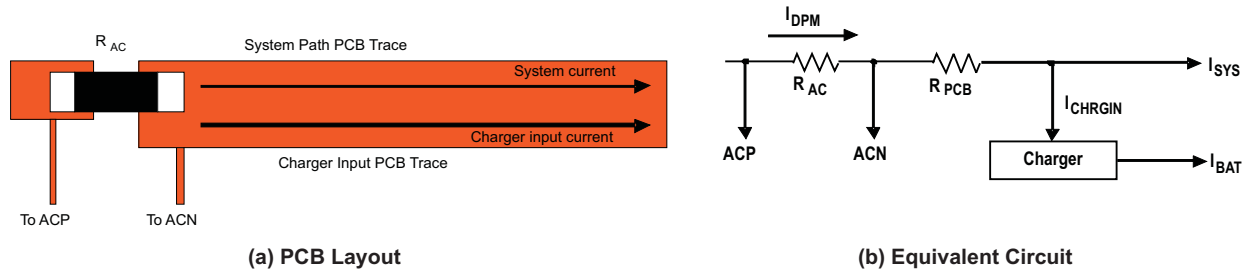 R AC
System Path PCB Trace
System current
Charger input current
Charger Input PCB Trace
To ACP
To ACN
(a) PCB Layout
I DPM
R AC
R PCB
I SYS
I CHRGIN
ACP
ACN
Charger
I BAT
(b) Equivalent Circuit